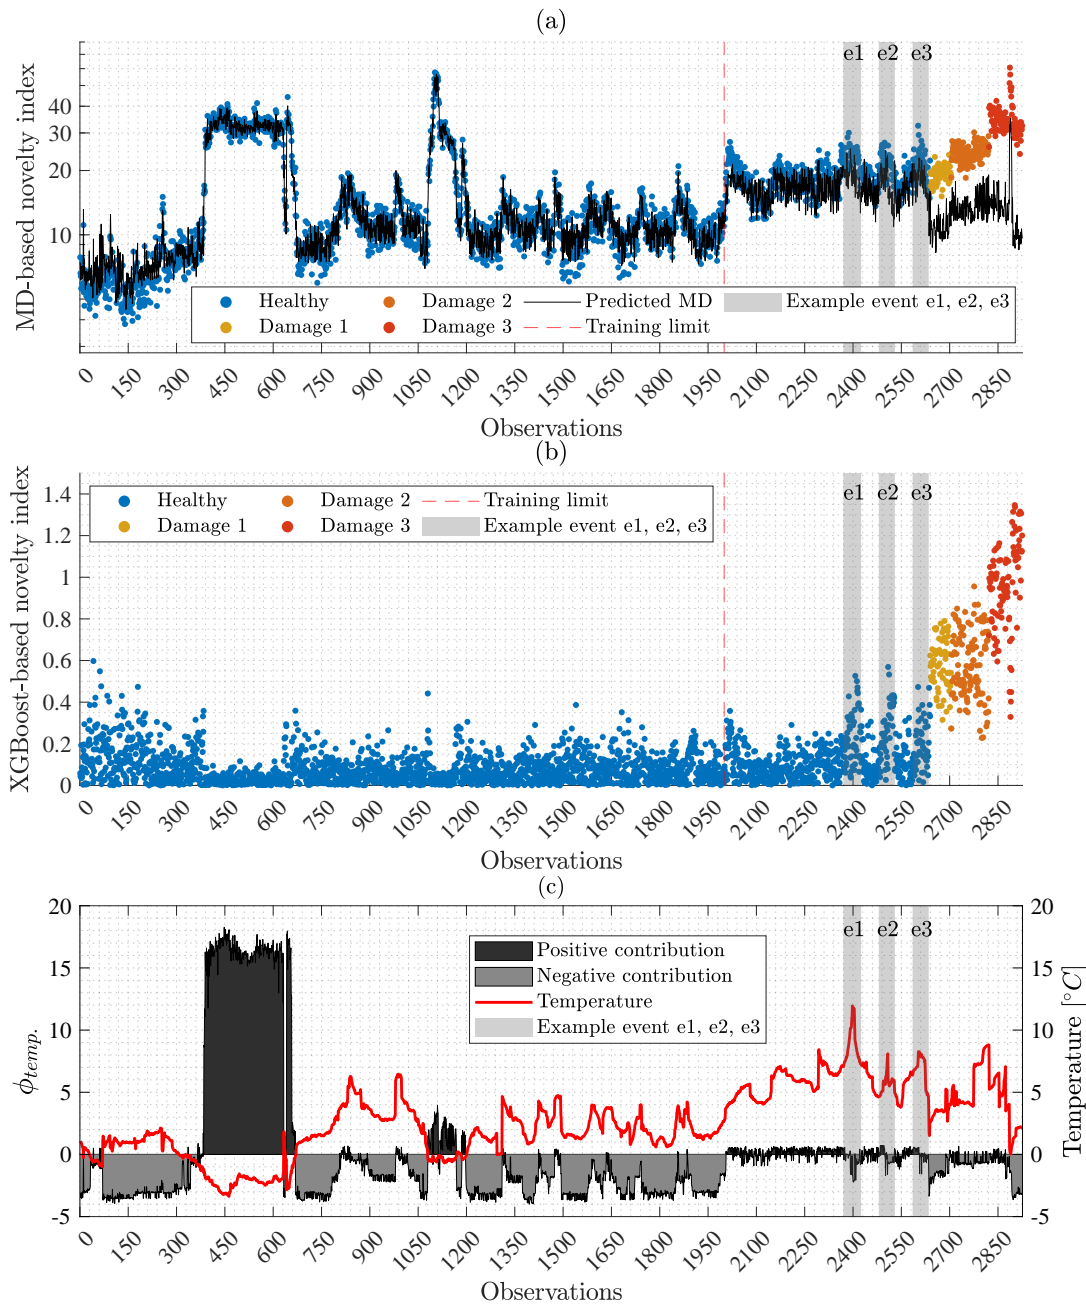 (a)
MD-based novelty index
40
30
20
10
e1 e2 e3
Healthy Damage 2 Predicted MD Example event e1, e2, e3
Damage 1 Damage 3 Training limit
0 150 300 450 600 750 900 1050 1200 1350 1500 1650 1800 1950 2100 2250 2400 2550 2700 2850
Observations
(b)
XGBoost-based novelty index
1.4
1.2
1
0.8
0.6
0.4
0.2
0
e1 e2 e3
Healthy Damage 2 Training limit
Damage 1 Damage 3 Example event e1, e2, e3
0 150 300 450 600 750 900 1050 1200 1350 1500 1650 1800 1950 2100 2250 2400 2550 2700 2850
Observations
(c)
ϕtemp.
20
15
10
5
0
-5
e1 e2 e3
Positive contribution
Negative contribution
Temperature
Example event e1, e2, e3
20
15
10
5
0
-5
Temperature [°C]
0 150 300 450 600 750 900 1050 1200 1350 1500 1650 1800 1950 2100 2250 2400 2550 2700 2850
Observations